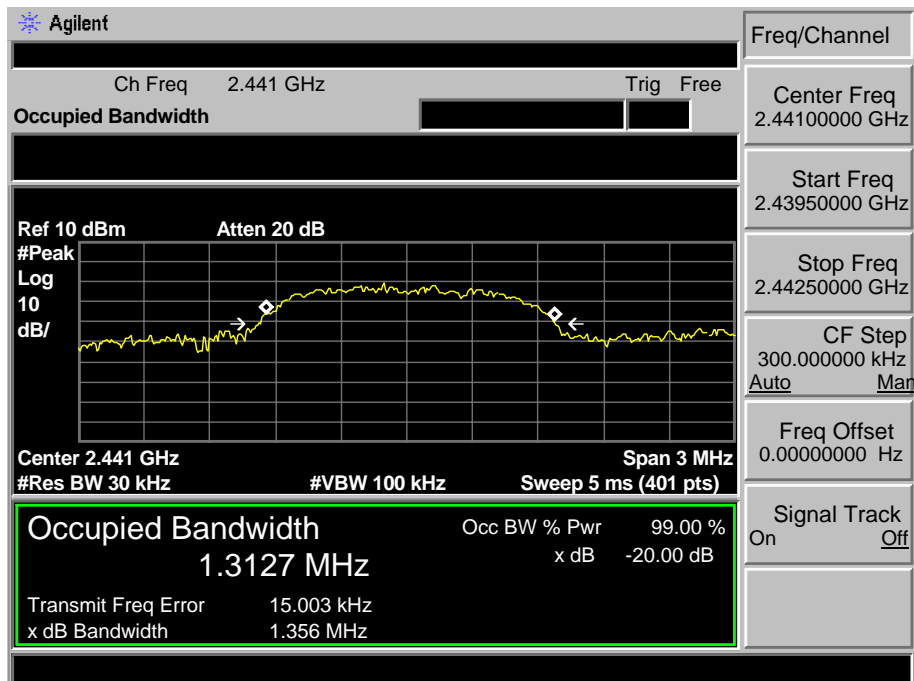 Agilent
Freq/Channel
Ch Freq 2.441 GHz Trig Free
Occupied Bandwidth
Center Freq
2.44100000 GHz
Start Freq
2.43950000 GHz
Ref 10 dBm Atten 20 dB
#Peak
Log
10
dB/
Stop Freq
2.44250000 GHz
CF Step
300.000000 kHz
Auto Man
Freq Offset
0.00000000 Hz
Center 2.441 GHz Span 3 MHz
#Res BW 30 kHz #VBW 100 kHz Sweep 5 ms (401 pts)
Signal Track
On Off
Occupied Bandwidth Occ BW % Pwr 99.00 %
1.3127 MHz x dB -20.00 dB
Transmit Freq Error 15.003 kHz
x dB Bandwidth 1.356 MHz